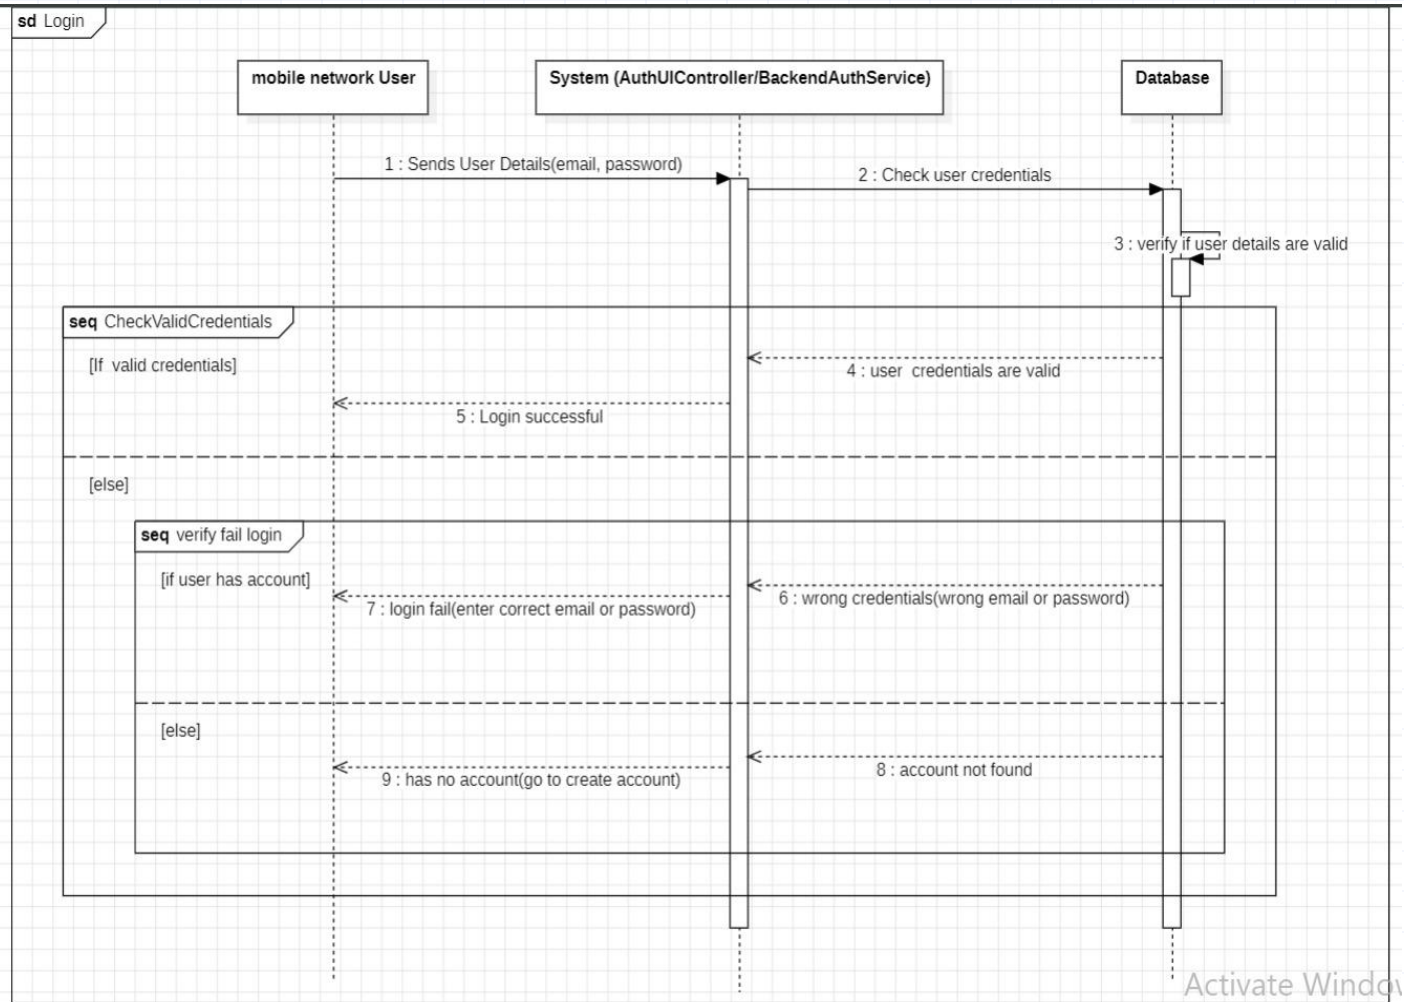 sd Login
mobile network User
System (AuthUIController/BackendAuthService)
Database
1 : Sends User Details(email, password)
2 : Check user credentials
3 : verify if user details are valid
seq CheckValidCredentials
[If valid credentials]
4 : user credentials are valid
5 : Login successful
[else]
seq verify fail login
[if user has account]
6 : wrong credentials(wrong email or password)
7 : login fail(enter correct email or password)
[else]
8 : account not found
9 : has no account(go to create account)
Activate Window